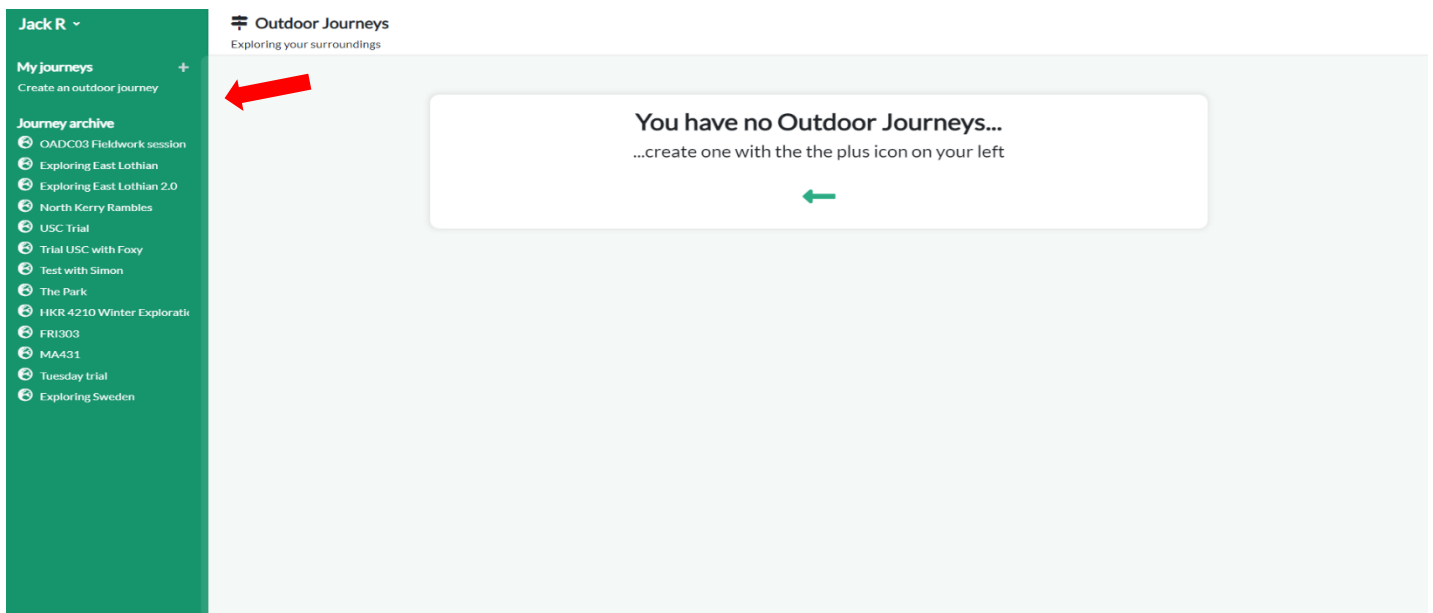 Jack R
My journeys +
Create an outdoor journey
Journey archive
OADC03 Fieldwork session
Exploring East Lothian
Exploring East Lothian 2.0
North Kerry Rambles
USC Trial
Trial USC with Foxy
Test with Simon
The Park
HKR 4210 Winter Exploratic
FRI303
MA431
Tuesday trial
Exploring Sweden
Outdoor Journeys
Exploring your surroundings
You have no Outdoor Journeys...
...create one with the the plus icon on your left